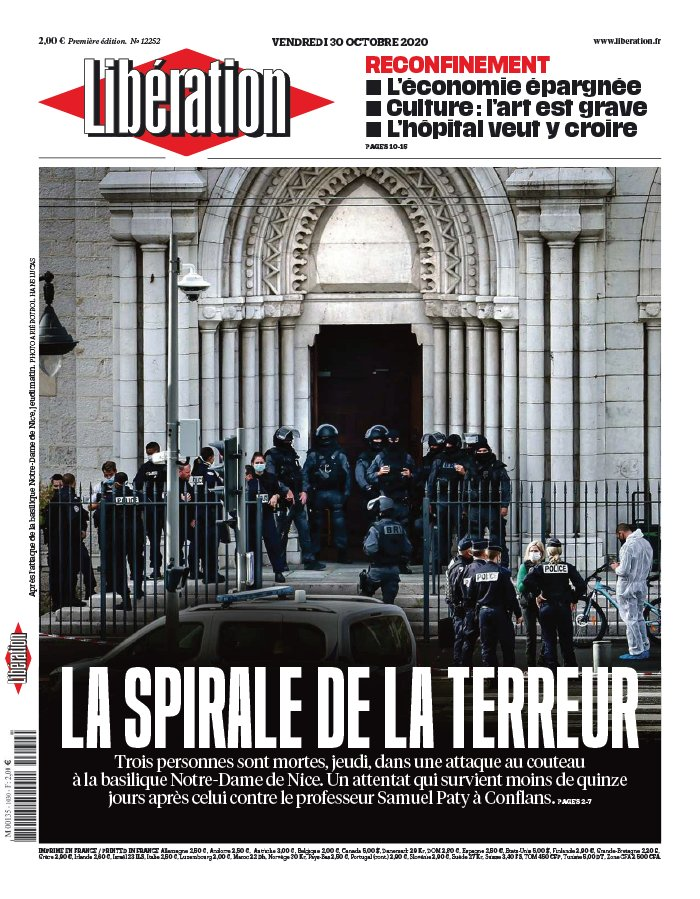 2,00 € Première édition. No 12252
VENDREDI 30 OCTOBRE 2020
www.liberation.fr
Libération
RECONFINEMENT
■ L'économie épargnée
■ Culture : l'art est grave
■ L'hôpital veut y croire
PAGES 10-15
Après l'attaque de la basilique Notre-Dame de Nice, jeudi matin. PHOTO ARIÉ BOTBOL. HANS LUCAS
POLICE
BRI
POLICE
POLICE
Libération
LA SPIRALE DE LA TERREUR
Trois personnes sont mortes, jeudi, dans une attaque au couteau
à la basilique Notre-Dame de Nice. Un attentat qui survient moins de quinze
jours après celui contre le professeur Samuel Paty à Conflans. PAGES 2-7
M 00135 - 1030 - F: 2,00 €
IMPRIMÉ EN FRANCE / PRINTED IN FRANCE Allemagne 2,50 €, Andorre 2,50 €, Autriche 3,00 €, Belgique 2,00 €, Canada 5,00 $, Danemark 29 Kr, DOM 2,60 €, Espagne 2,50 €, Etats-Unis 5,00 $, Finlande 2,90 €, Grande-Bretagne 2,20 £,
Grèce 2,90 €, Irlande 2,60 €, Israël 23 ILS, Italie 2,50 €, Luxembourg 2,00 €, Maroc 22 Dh, Norvège 30 Kr, Pays-Bas 2,50 €, Portugal (cont.) 2,90 €, Slovénie 2,90 €, Suède 27 Kr, Suisse 3,40 FS, TOM 450 CFP, Tunisie 5,00 DT, Zone CFA 2 500 CFA.